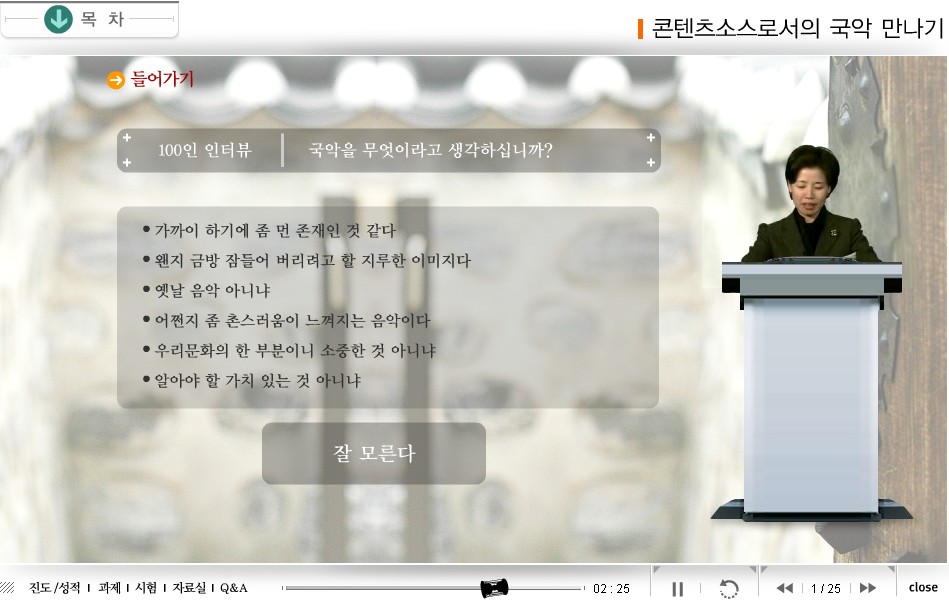 목 차
콘텐츠소스로서의 국악 만나기
들어가기
100인 인터뷰 국악을 무엇이라고 생각하십니까?
• 가까이 하기에 좀 먼 존재인 것 같다
• 왠지 금방 잠들어 버리려고 할 지루한 이미지다
• 옛날 음악 아니냐
• 어쩐지 좀 촌스러움이 느껴지는 음악이다
• 우리문화의 한 부분이니 소중한 것 아니냐
• 알아야 할 가치 있는 것 아니냐
잘 모른다
진도/성적 | 과제 | 시험 | 자료실 | Q&A 02:25 1/25 close